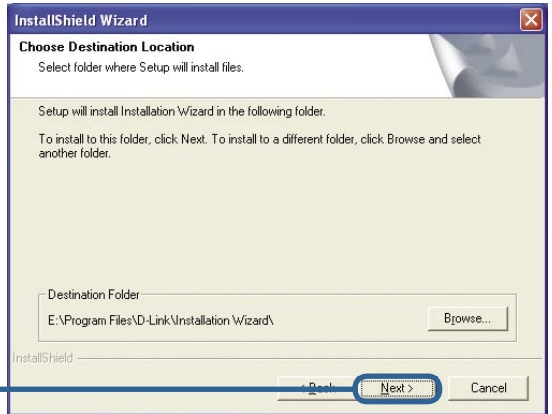 InstallShield Wizard
Choose Destination Location
Select folder where Setup will install files.
Setup will install Installation Wizard in the following folder.
To install to this folder, click Next. To install to a different folder, click Browse and select
another folder.
Destination Folder
E:\Program Files\D-Link\Installation Wizard\
Browse...
InstallShield
Next >
Cancel